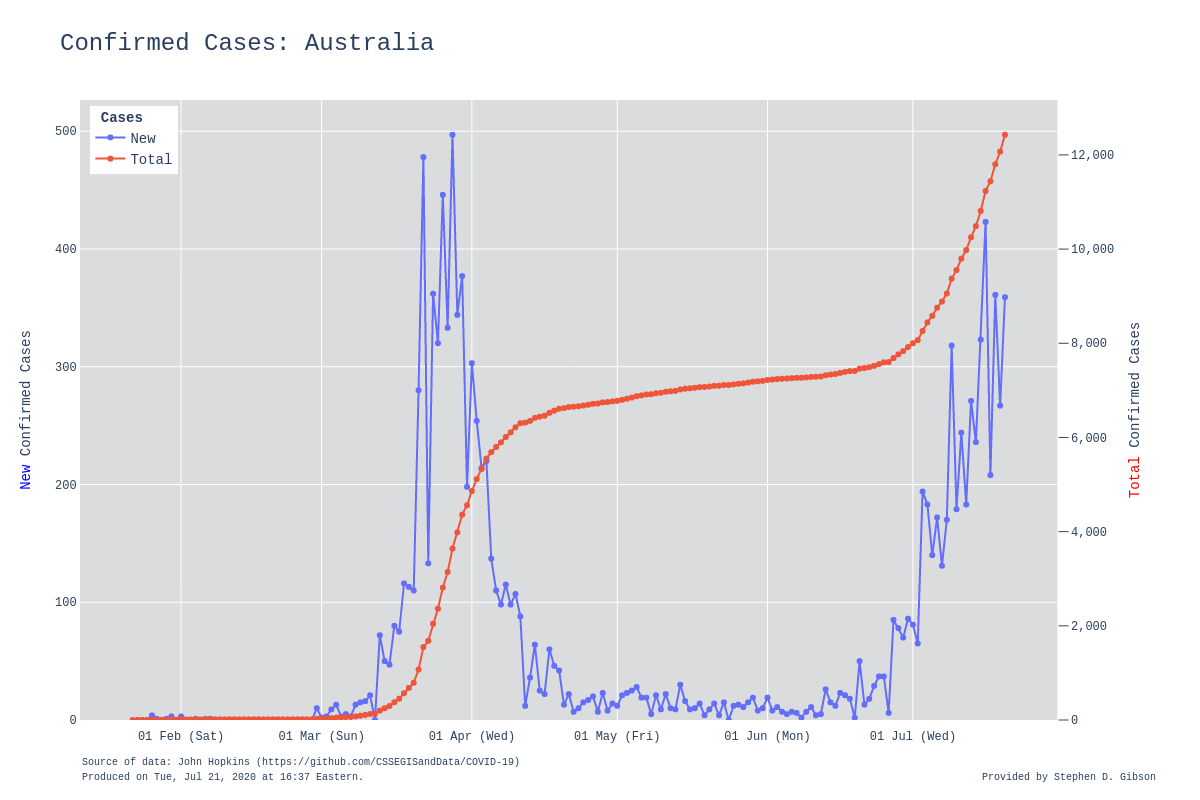 Confirmed Cases: Australia
Cases
New
Total
500
400
300
200
100
0
12,000
10,000
8,000
6,000
4,000
2,000
0
New Confirmed Cases
Total Confirmed Cases
01 Feb (Sat) 01 Mar (Sun) 01 Apr (Wed) 01 May (Fri) 01 Jun (Mon) 01 Jul (Wed)
Source of data: John Hopkins (https://github.com/CSSEGISandData/COVID-19)
Produced on Tue, Jul 21, 2020 at 16:37 Eastern.
Provided by Stephen D. Gibson